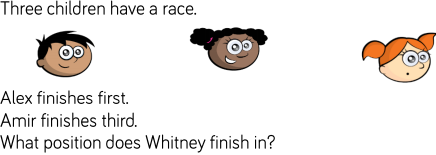 Three children have a race.
Alex finishes first.
Amir finishes third.
What position does Whitney finish in?